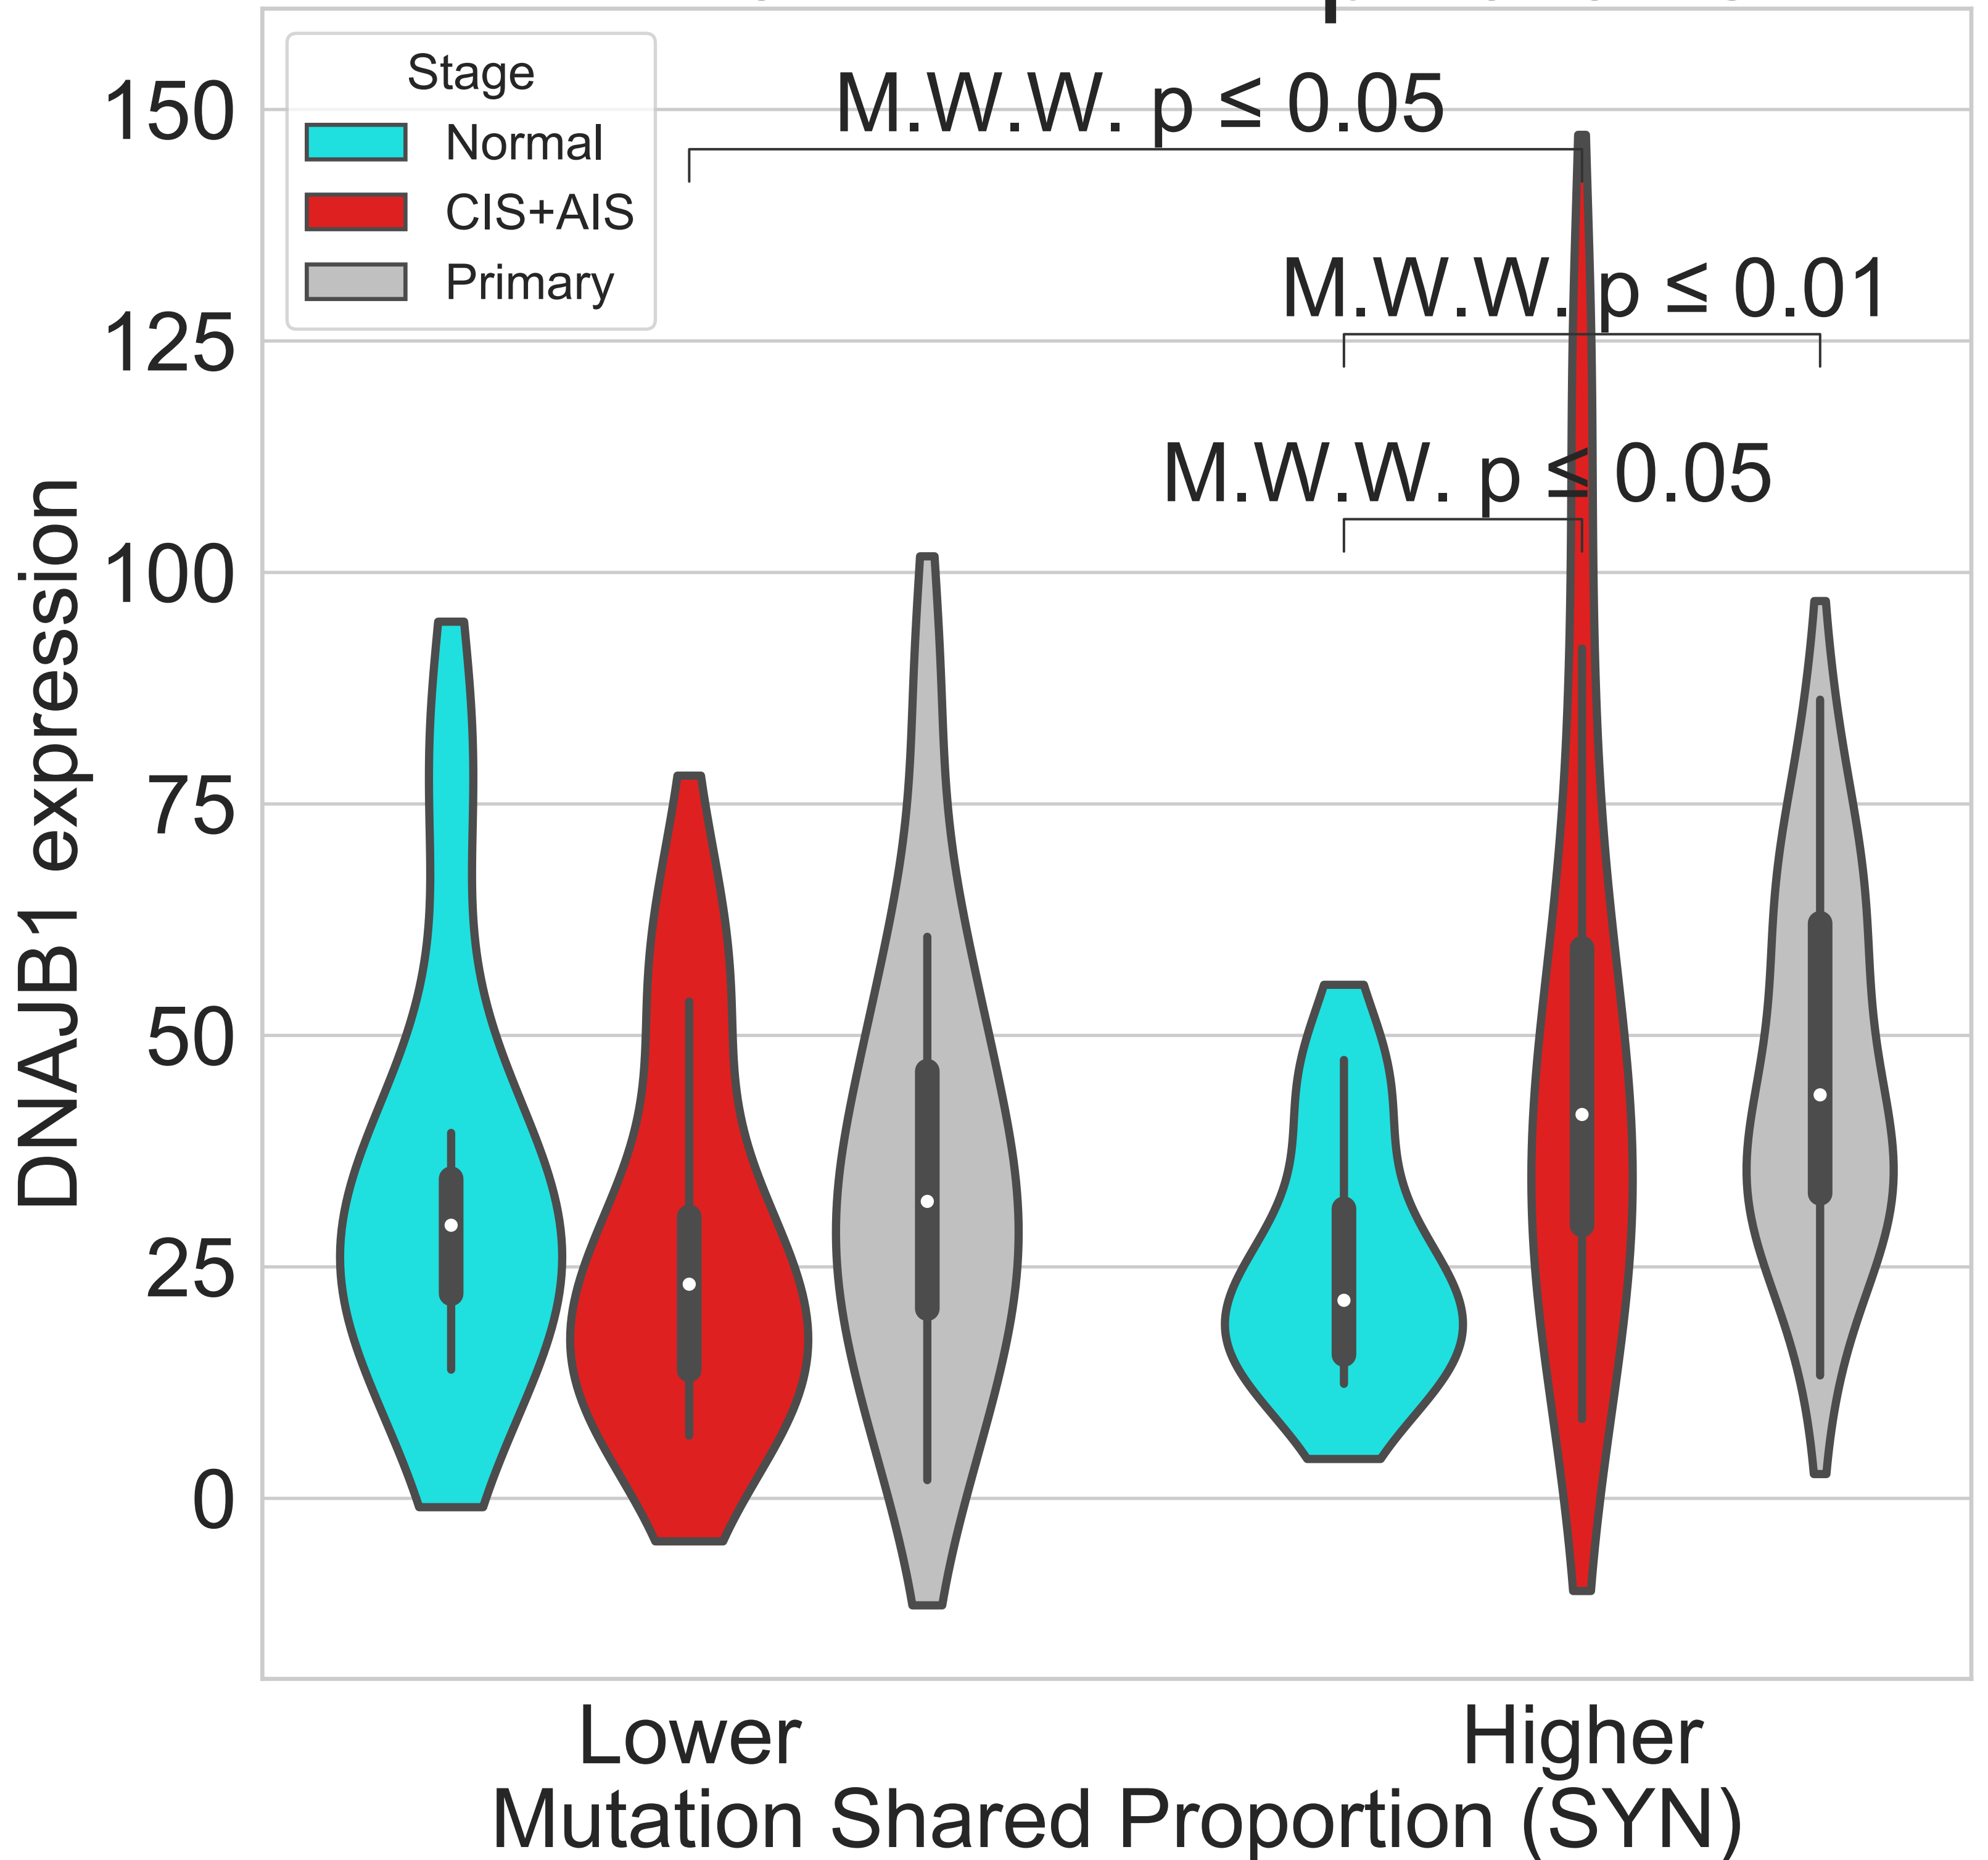 Stage
Normal
CIS+AIS
Primary
M.W.W. p ≤ 0.05
M.W.W. p ≤ 0.01
M.W.W. p ≤ 0.05
150
125
100
75
50
25
0
DNAJB1 expression
Lower
Higher
Mutation Shared Proportion (SYN)